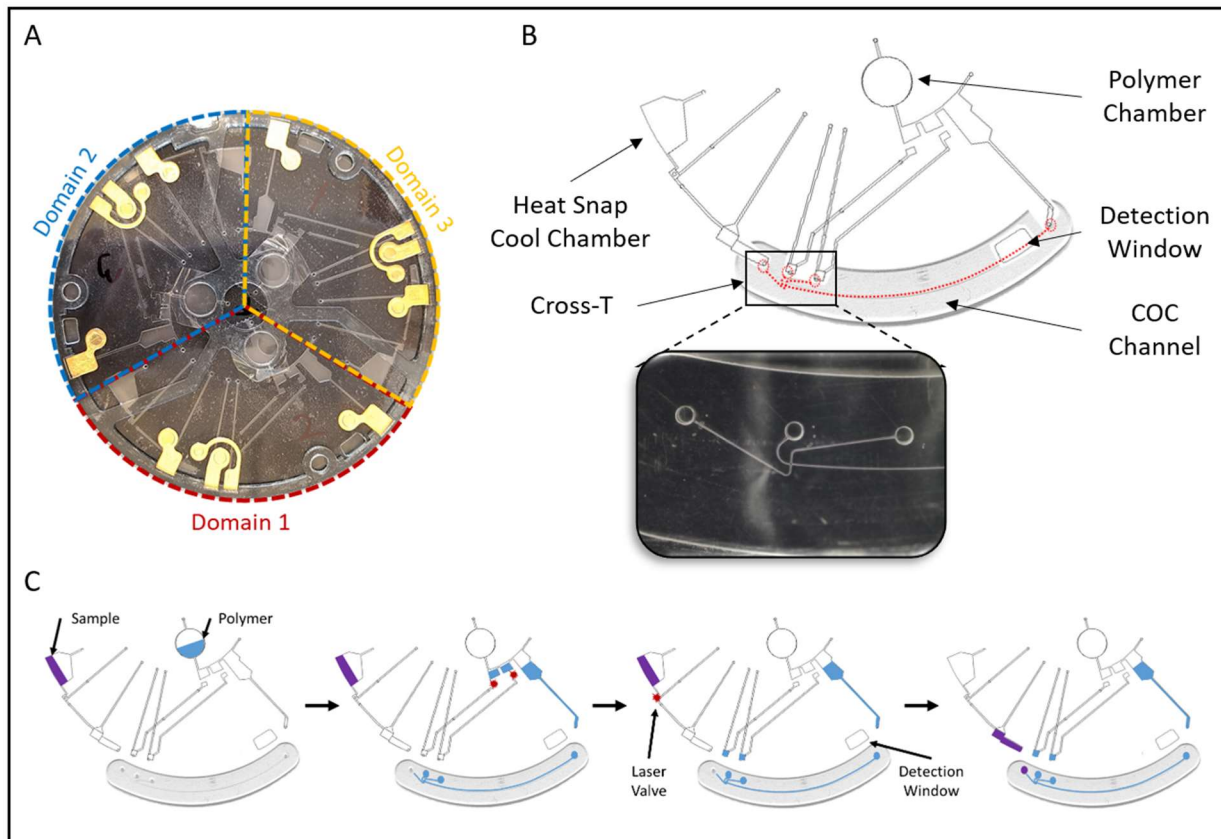 A
Domain 2
Domain 3
Domain 1
B
Polymer
Chamber
Heat Snap
Cool Chamber
Detection
Window
Cross-T
COC
Channel
C
Sample
Polymer
Laser
Valve
Detection
Window